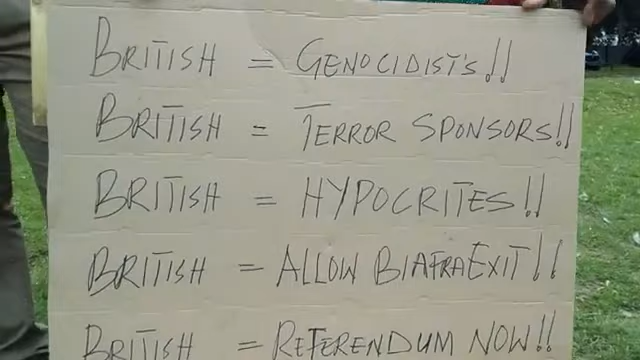 BRITISH = GENOCIDIST'S!!
BRITISH = TERROR SPONSORS!!
BRITISH = HYPOCRITES!!
BRITISH = ALLOW BIAFRAEXIT!!
BRITISH = REFERENDUM NOW!!